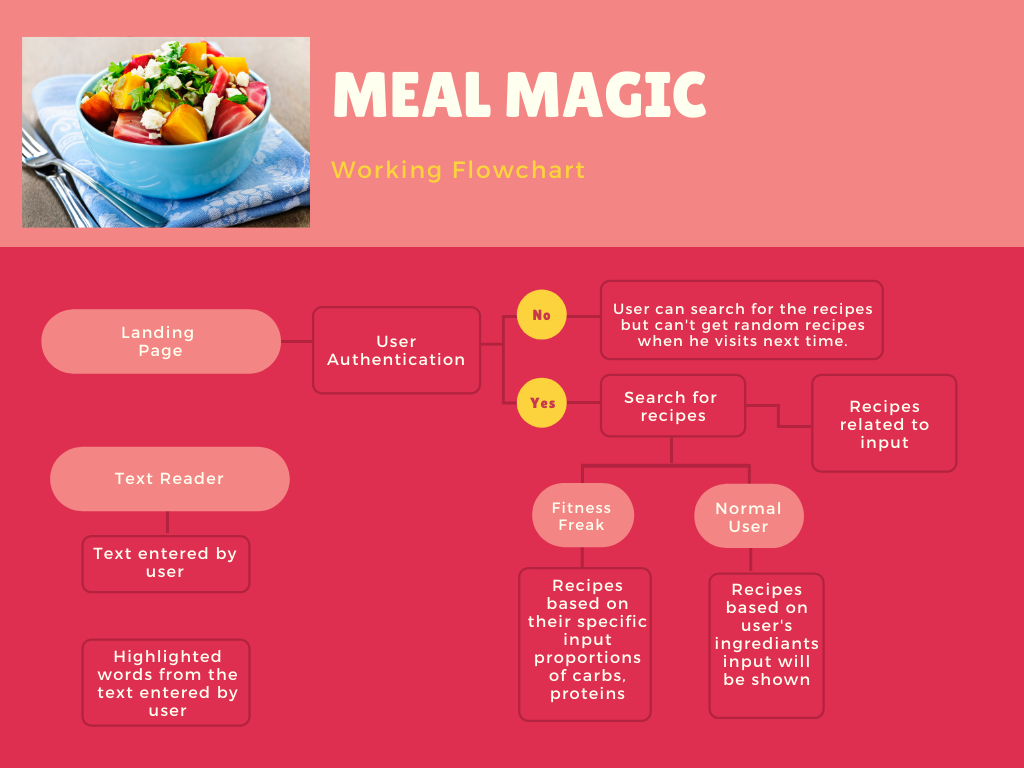 MEAL MAGIC
Working Flowchart
Landing
Page
User
Authentication
No
User can search for the recipes
but can't get random recipes
when he visits next time.
Yes
Search for
recipes
Recipes
related to
input
Text Reader
Text entered by
user
Highlighted
words from the
text entered by
user
Fitness
Freak
Normal
User
Recipes
based on
their specific
input
proportions
of carbs,
proteins
Recipes
based on
user's
ingrediants
input will
be shown